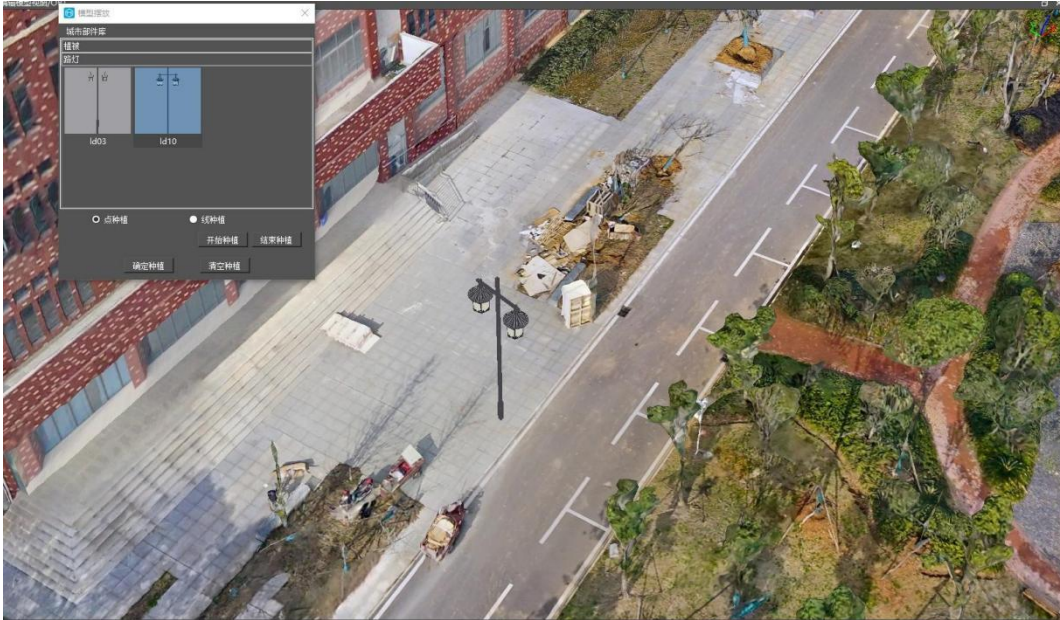 模型摆放
城市部件库
植被
路灯
ld03 ld10
点种植 线种植
开始种植 结束种植
确定种植 清空种植